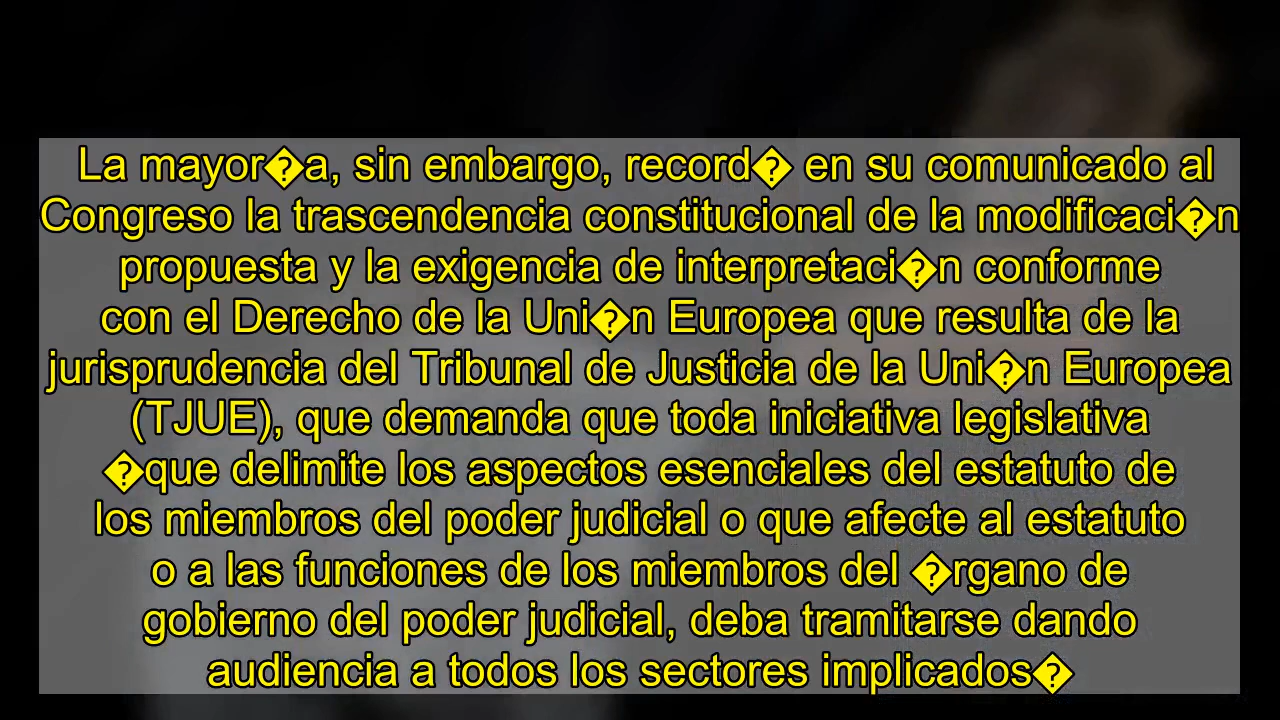 La mayor�a, sin embargo, record� en su comunicado al
Congreso la trascendencia constitucional de la modificaci�n
propuesta y la exigencia de interpretaci�n conforme
con el Derecho de la Uni�n Europea que resulta de la
jurisprudencia del Tribunal de Justicia de la Uni�n Europea
(TJUE), que demanda que toda iniciativa legislativa
�que delimite los aspectos esenciales del estatuto de
los miembros del poder judicial o que afecte al estatuto
o a las funciones de los miembros del �rgano de
gobierno del poder judicial, deba tramitarse dando
audiencia a todos los sectores implicados�